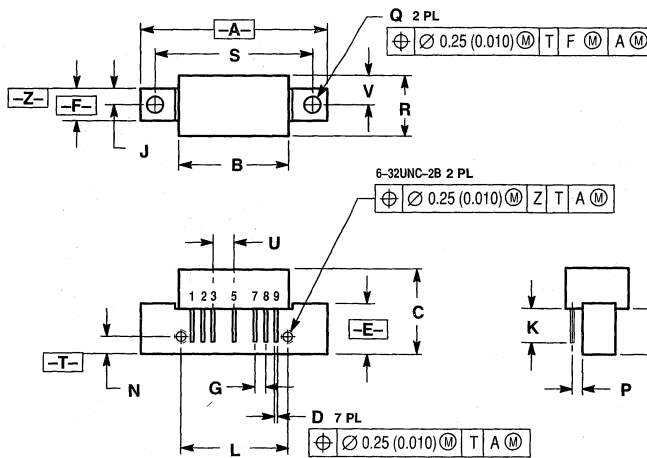 –A–
Q 2 PL
⌖ Ø 0.25 (0.010) Ⓜ T F Ⓜ A Ⓜ
S
–Z–
–F–
V
R
J
B
6–32UNC–2B 2 PL
⌖ Ø 0.25 (0.010) Ⓜ Z T A Ⓜ
U
1 2 3 5 7 8 9
–E–
C
K
–T–
N
G
P
D 7 PL
L
⌖ Ø 0.25 (0.010) Ⓜ T A Ⓜ